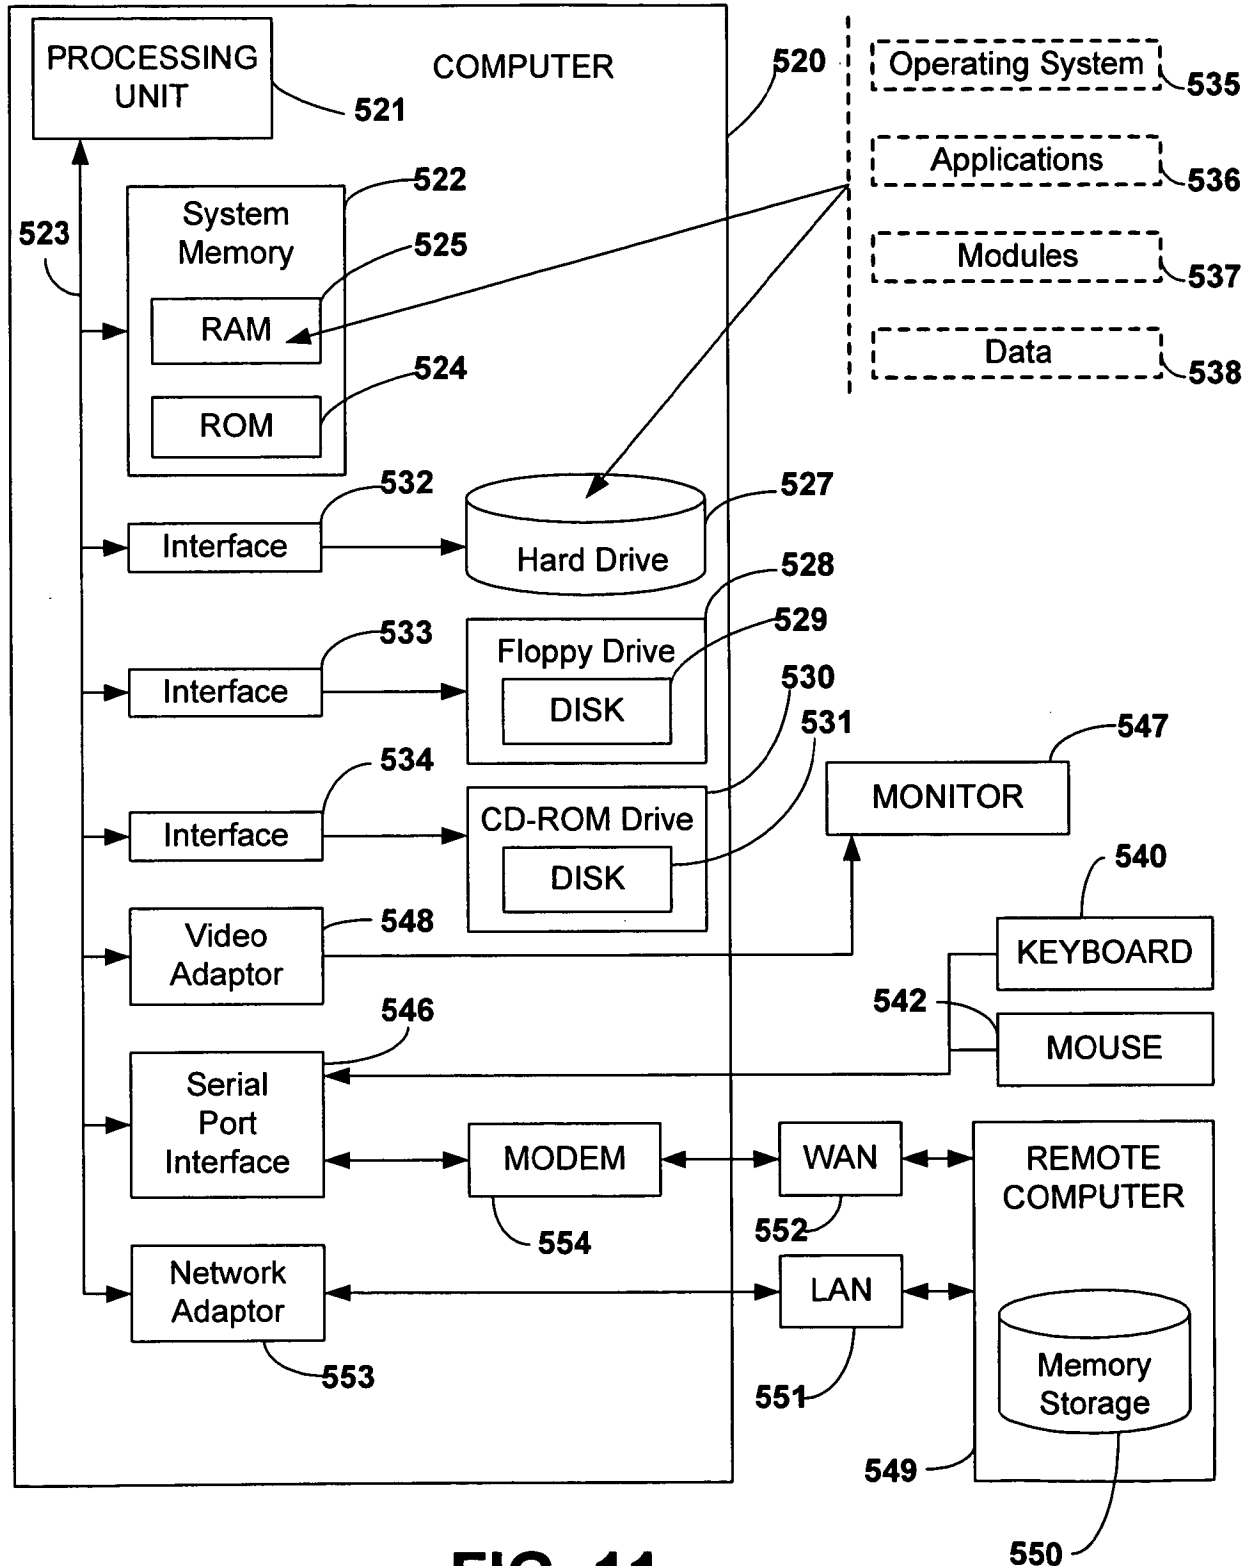 PROCESSING
UNIT
COMPUTER
520
521
Operating System
535
Applications
536
Modules
537
Data
538
522
System
Memory
523
525
RAM
524
ROM
532
Interface
527
Hard Drive
528
533
Interface
529
Floppy Drive
DISK
530
531
534
Interface
CD-ROM Drive
DISK
547
MONITOR
540
KEYBOARD
548
Video
Adaptor
542
MOUSE
546
Serial
Port
Interface
MODEM
554
WAN
552
REMOTE
COMPUTER
Network
Adaptor
553
LAN
551
Memory
Storage
549
550